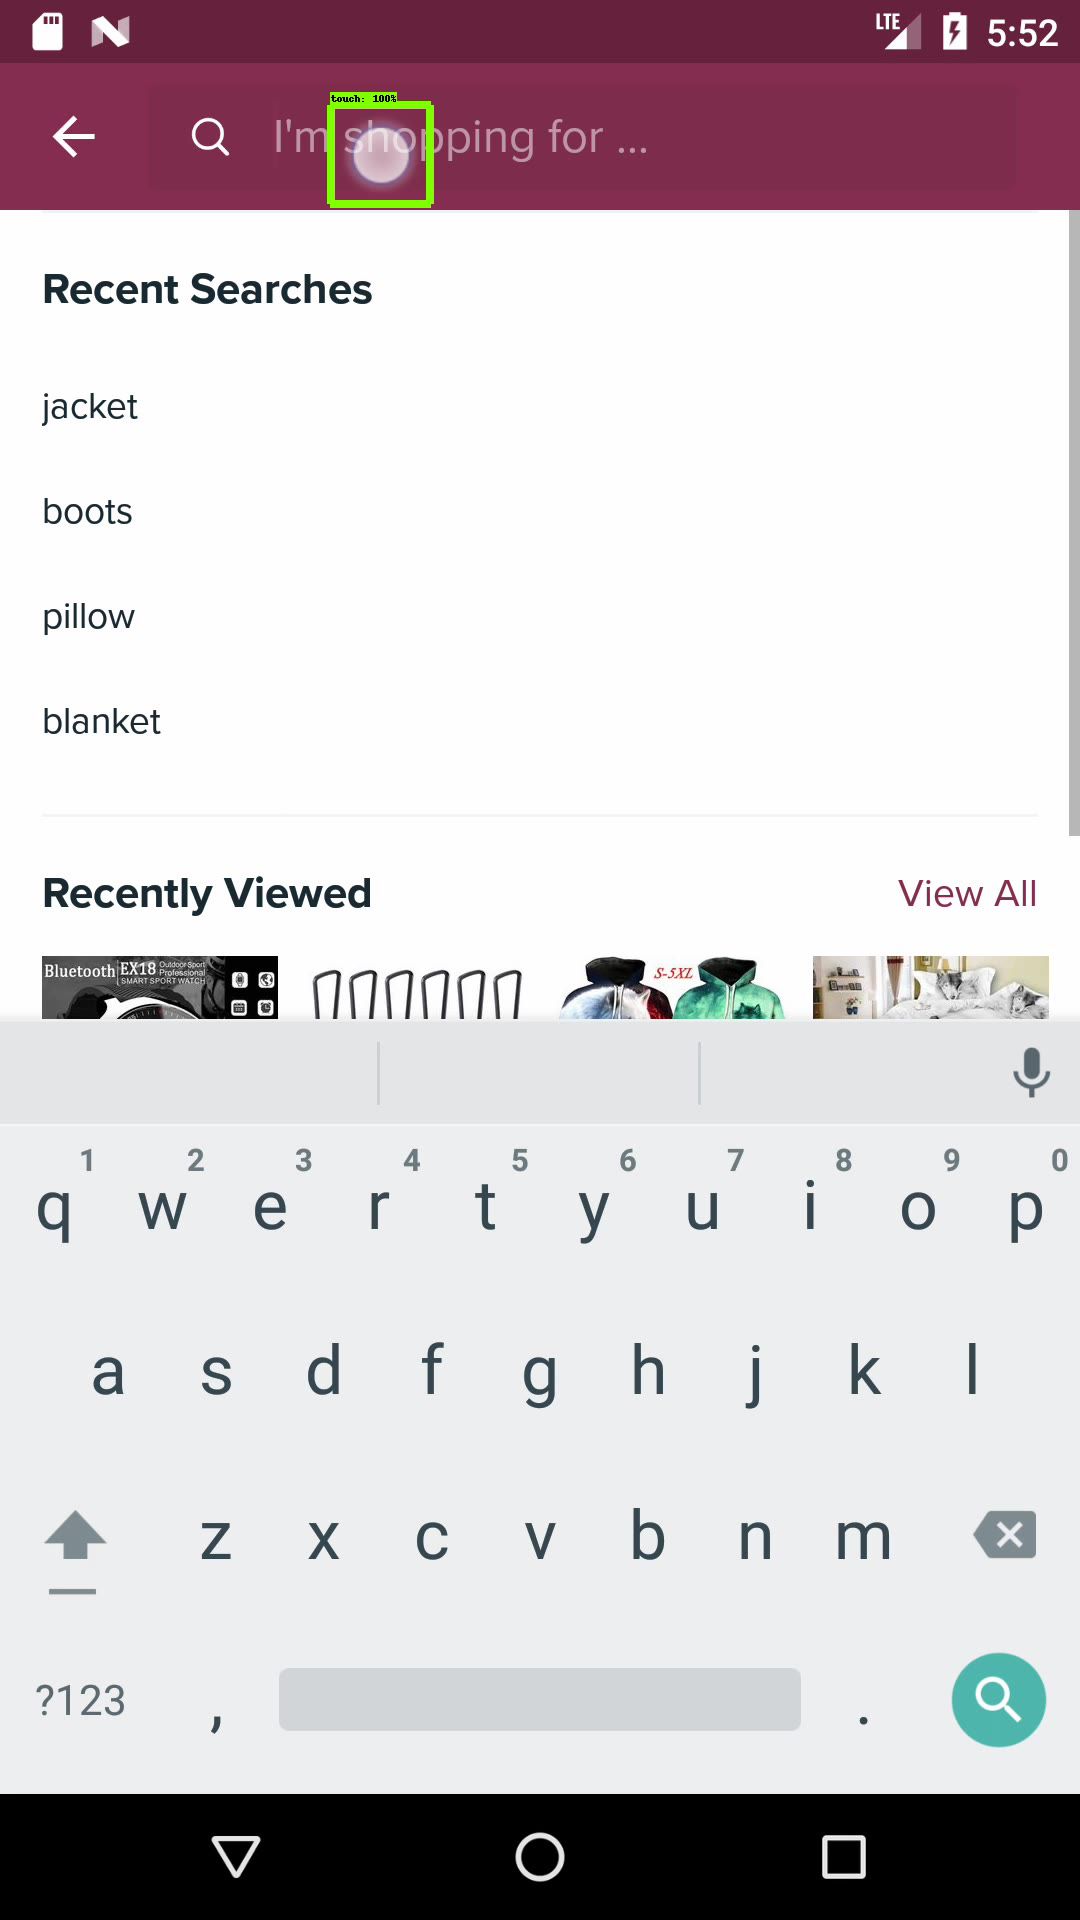 LTE 5:52
touch: 100%
I'm shopping for ...
Recent Searches
jacket
boots
pillow
blanket
Recently Viewed View All
Bluetooth EX18 Outdoor Sport Professional
SMART SPORT WATCH
S-5XL
1 2 3 4 5 6 7 8 9 0
q w e r t y u i o p
a s d f g h j k l
z x c v b n m
?123 , .